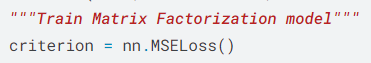 """Train Matrix Factorization model"""
criterion = nn.MSELoss()